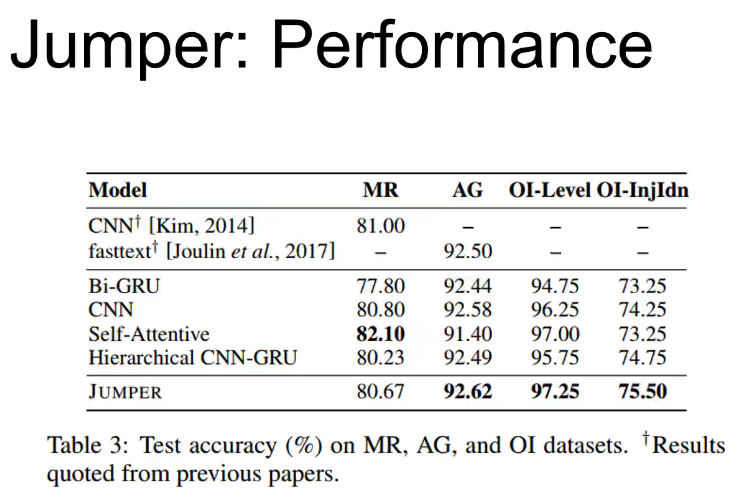 Jumper: Performance
Model MR AG OI-Level OI-InjIdn
CNN† [Kim, 2014] 81.00 – – –
fasttext† [Joulin et al., 2017] – 92.50 – –
Bi-GRU 77.80 92.44 94.75 73.25
CNN 80.80 92.58 96.25 74.25
Self-Attentive 82.10 91.40 97.00 73.25
Hierarchical CNN-GRU 80.23 92.49 95.75 74.75
JUMPER 80.67 92.62 97.25 75.50
Table 3: Test accuracy (%) on MR, AG, and OI datasets. †Results
quoted from previous papers.